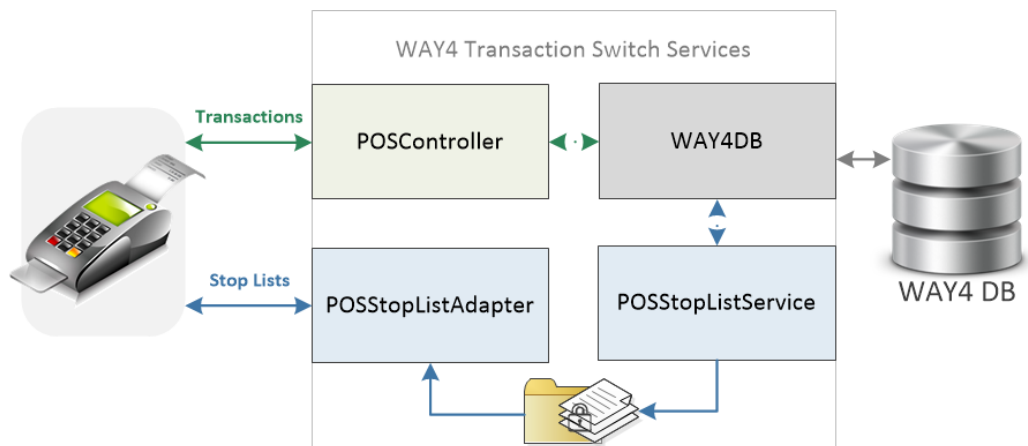 WAY4 Transaction Switch Services
Transactions
POSController
WAY4DB
Stop Lists
POSStopListAdapter
POSStopListService
WAY4 DB